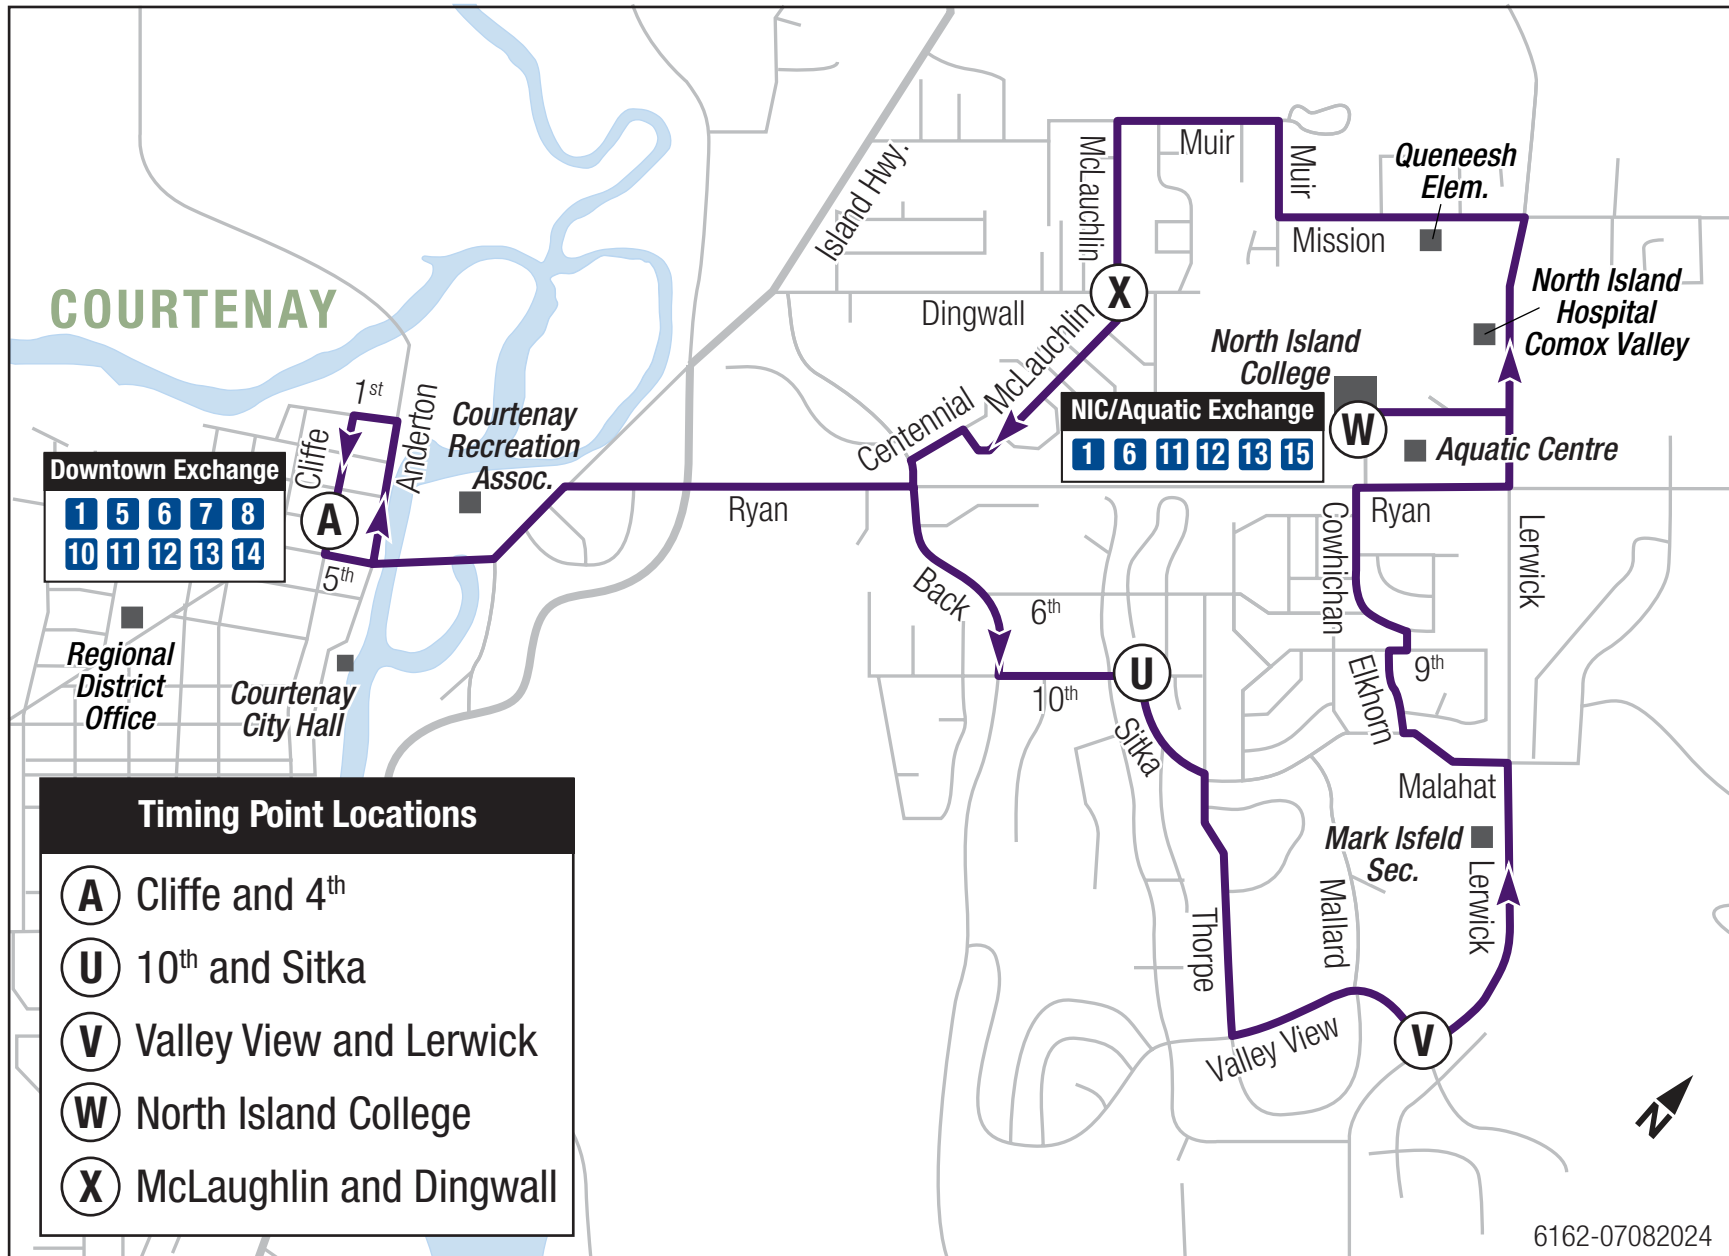 Muir
McLauchlin
Muir
Queneesh
Elem.
Island Hwy.
Mission
COURTENAY
North Island
Hospital
Comox Valley
Dingwall
McLauchlin
X
North Island
College
1st
Anderton
Cliffe
Courtenay
Recreation
Assoc.
Centennial
NIC/Aquatic Exchange
1 6 11 12 13 15
W
Aquatic Centre
Downtown Exchange
1 5 6 7 8
10 11 12 13 14
A
5th
Ryan
Ryan
Cowhichan
Lerwick
Back
6th
Regional
District
Office
Courtenay
City Hall
U
10th
Sitka
9th
Elkhorn
Malahat
Mark Isfeld
Sec.
Lerwick
Mallard
Thorpe
Valley View
V
Timing Point Locations
A Cliffe and 4th
U 10th and Sitka
V Valley View and Lerwick
W North Island College
X McLaughlin and Dingwall
N
6162-07082024